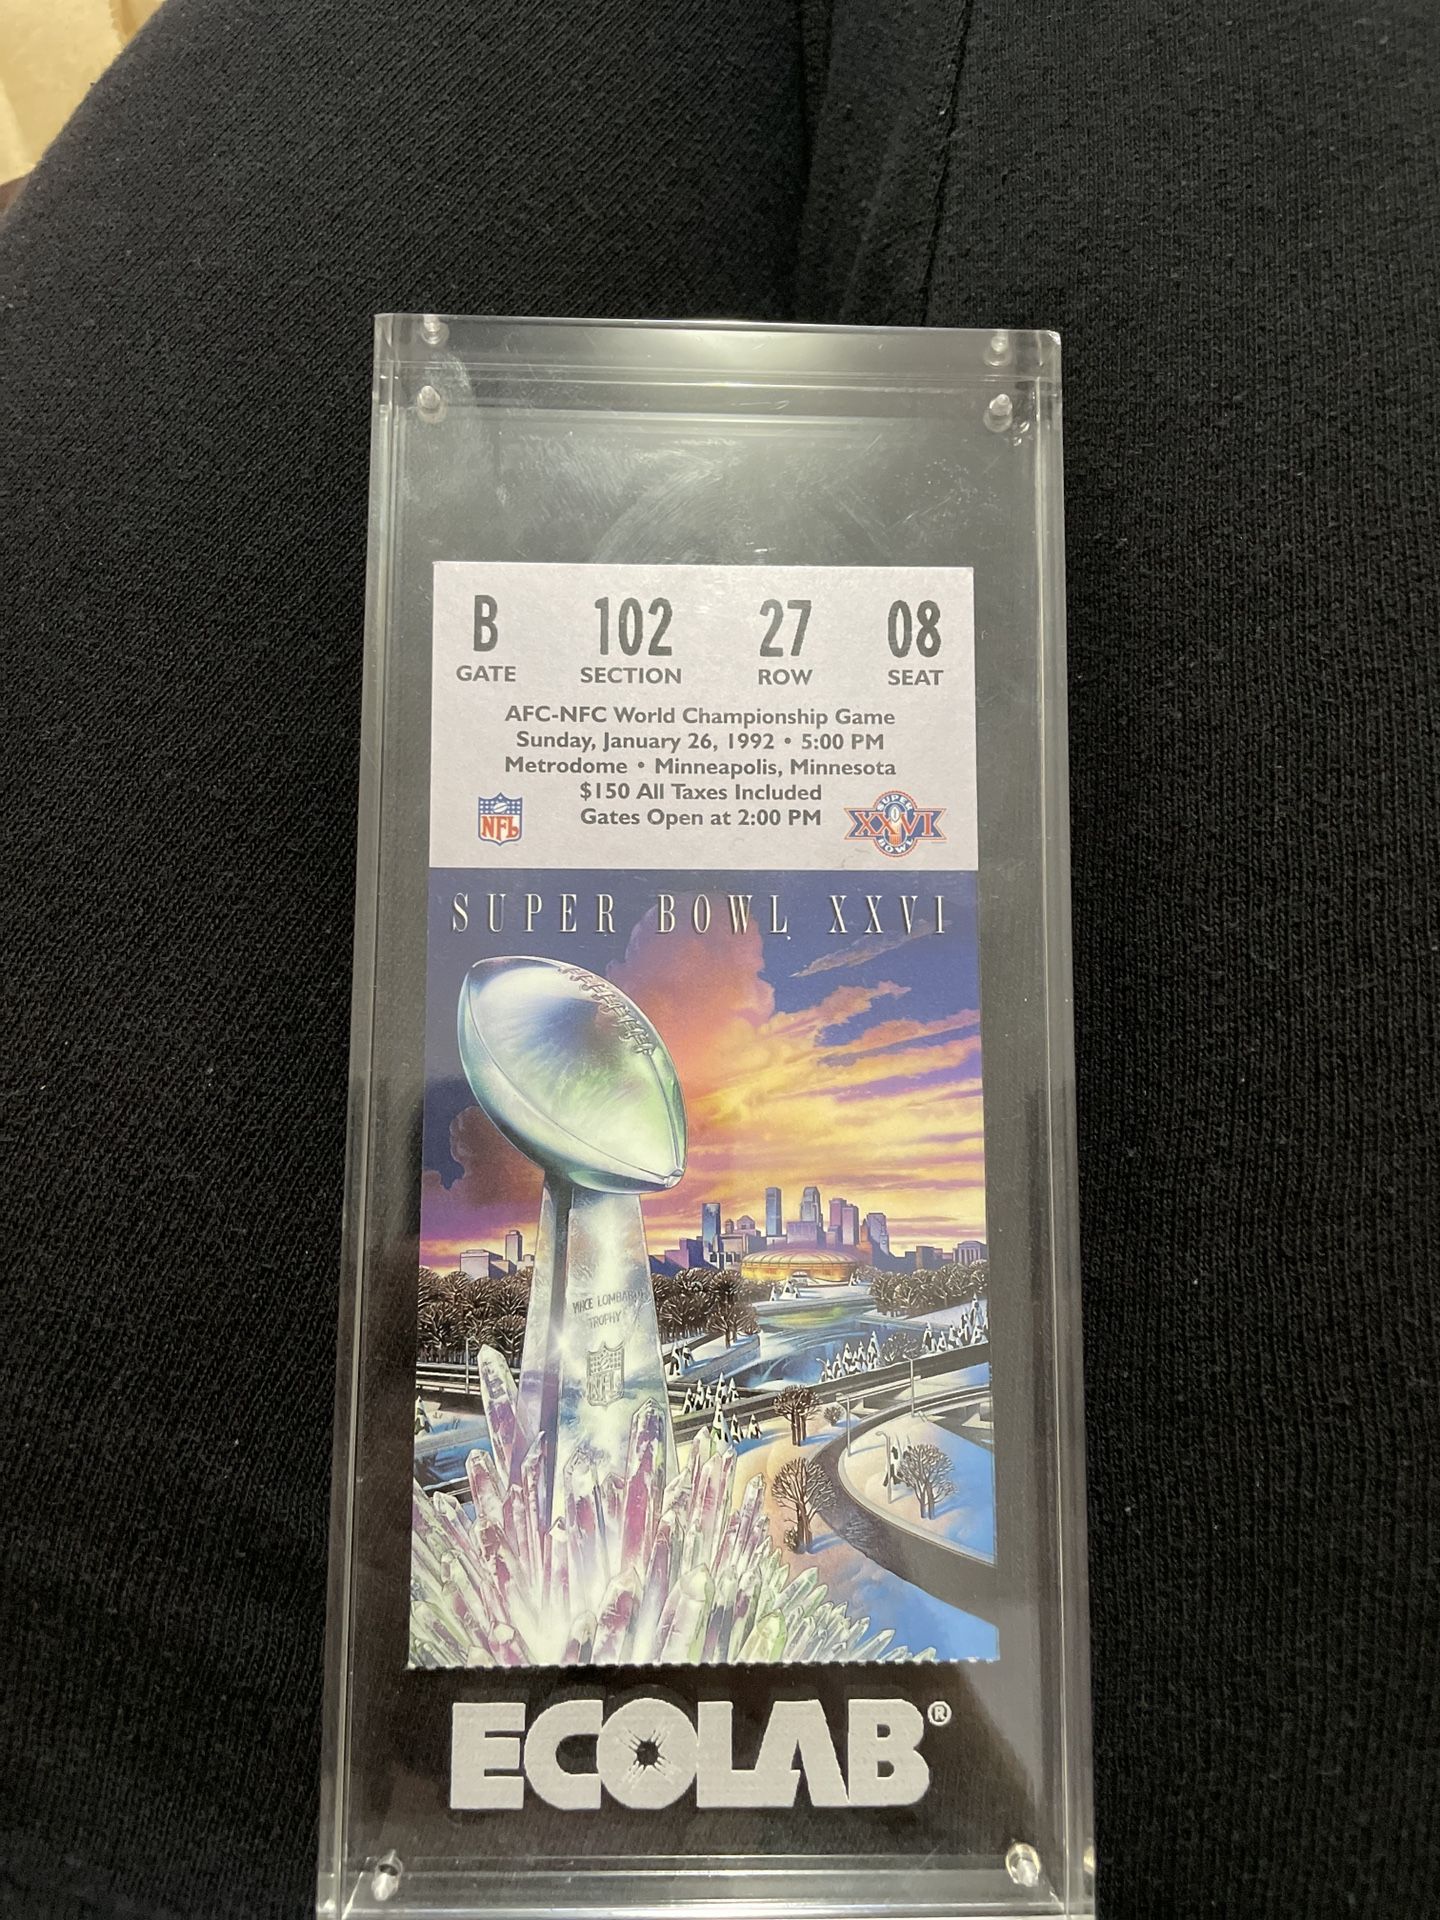 B 102 27 08
GATE SECTION ROW SEAT
AFC-NFC World Championship Game
Sunday, January 26, 1992 • 5:00 PM
Metrodome • Minneapolis, Minnesota
$150 All Taxes Included
Gates Open at 2:00 PM
NFL
SUPER
XXVI
BOWL
SUPER BOWL XXVI
VINCE LOMBARDI
TROPHY
NFL
ECOLAB®